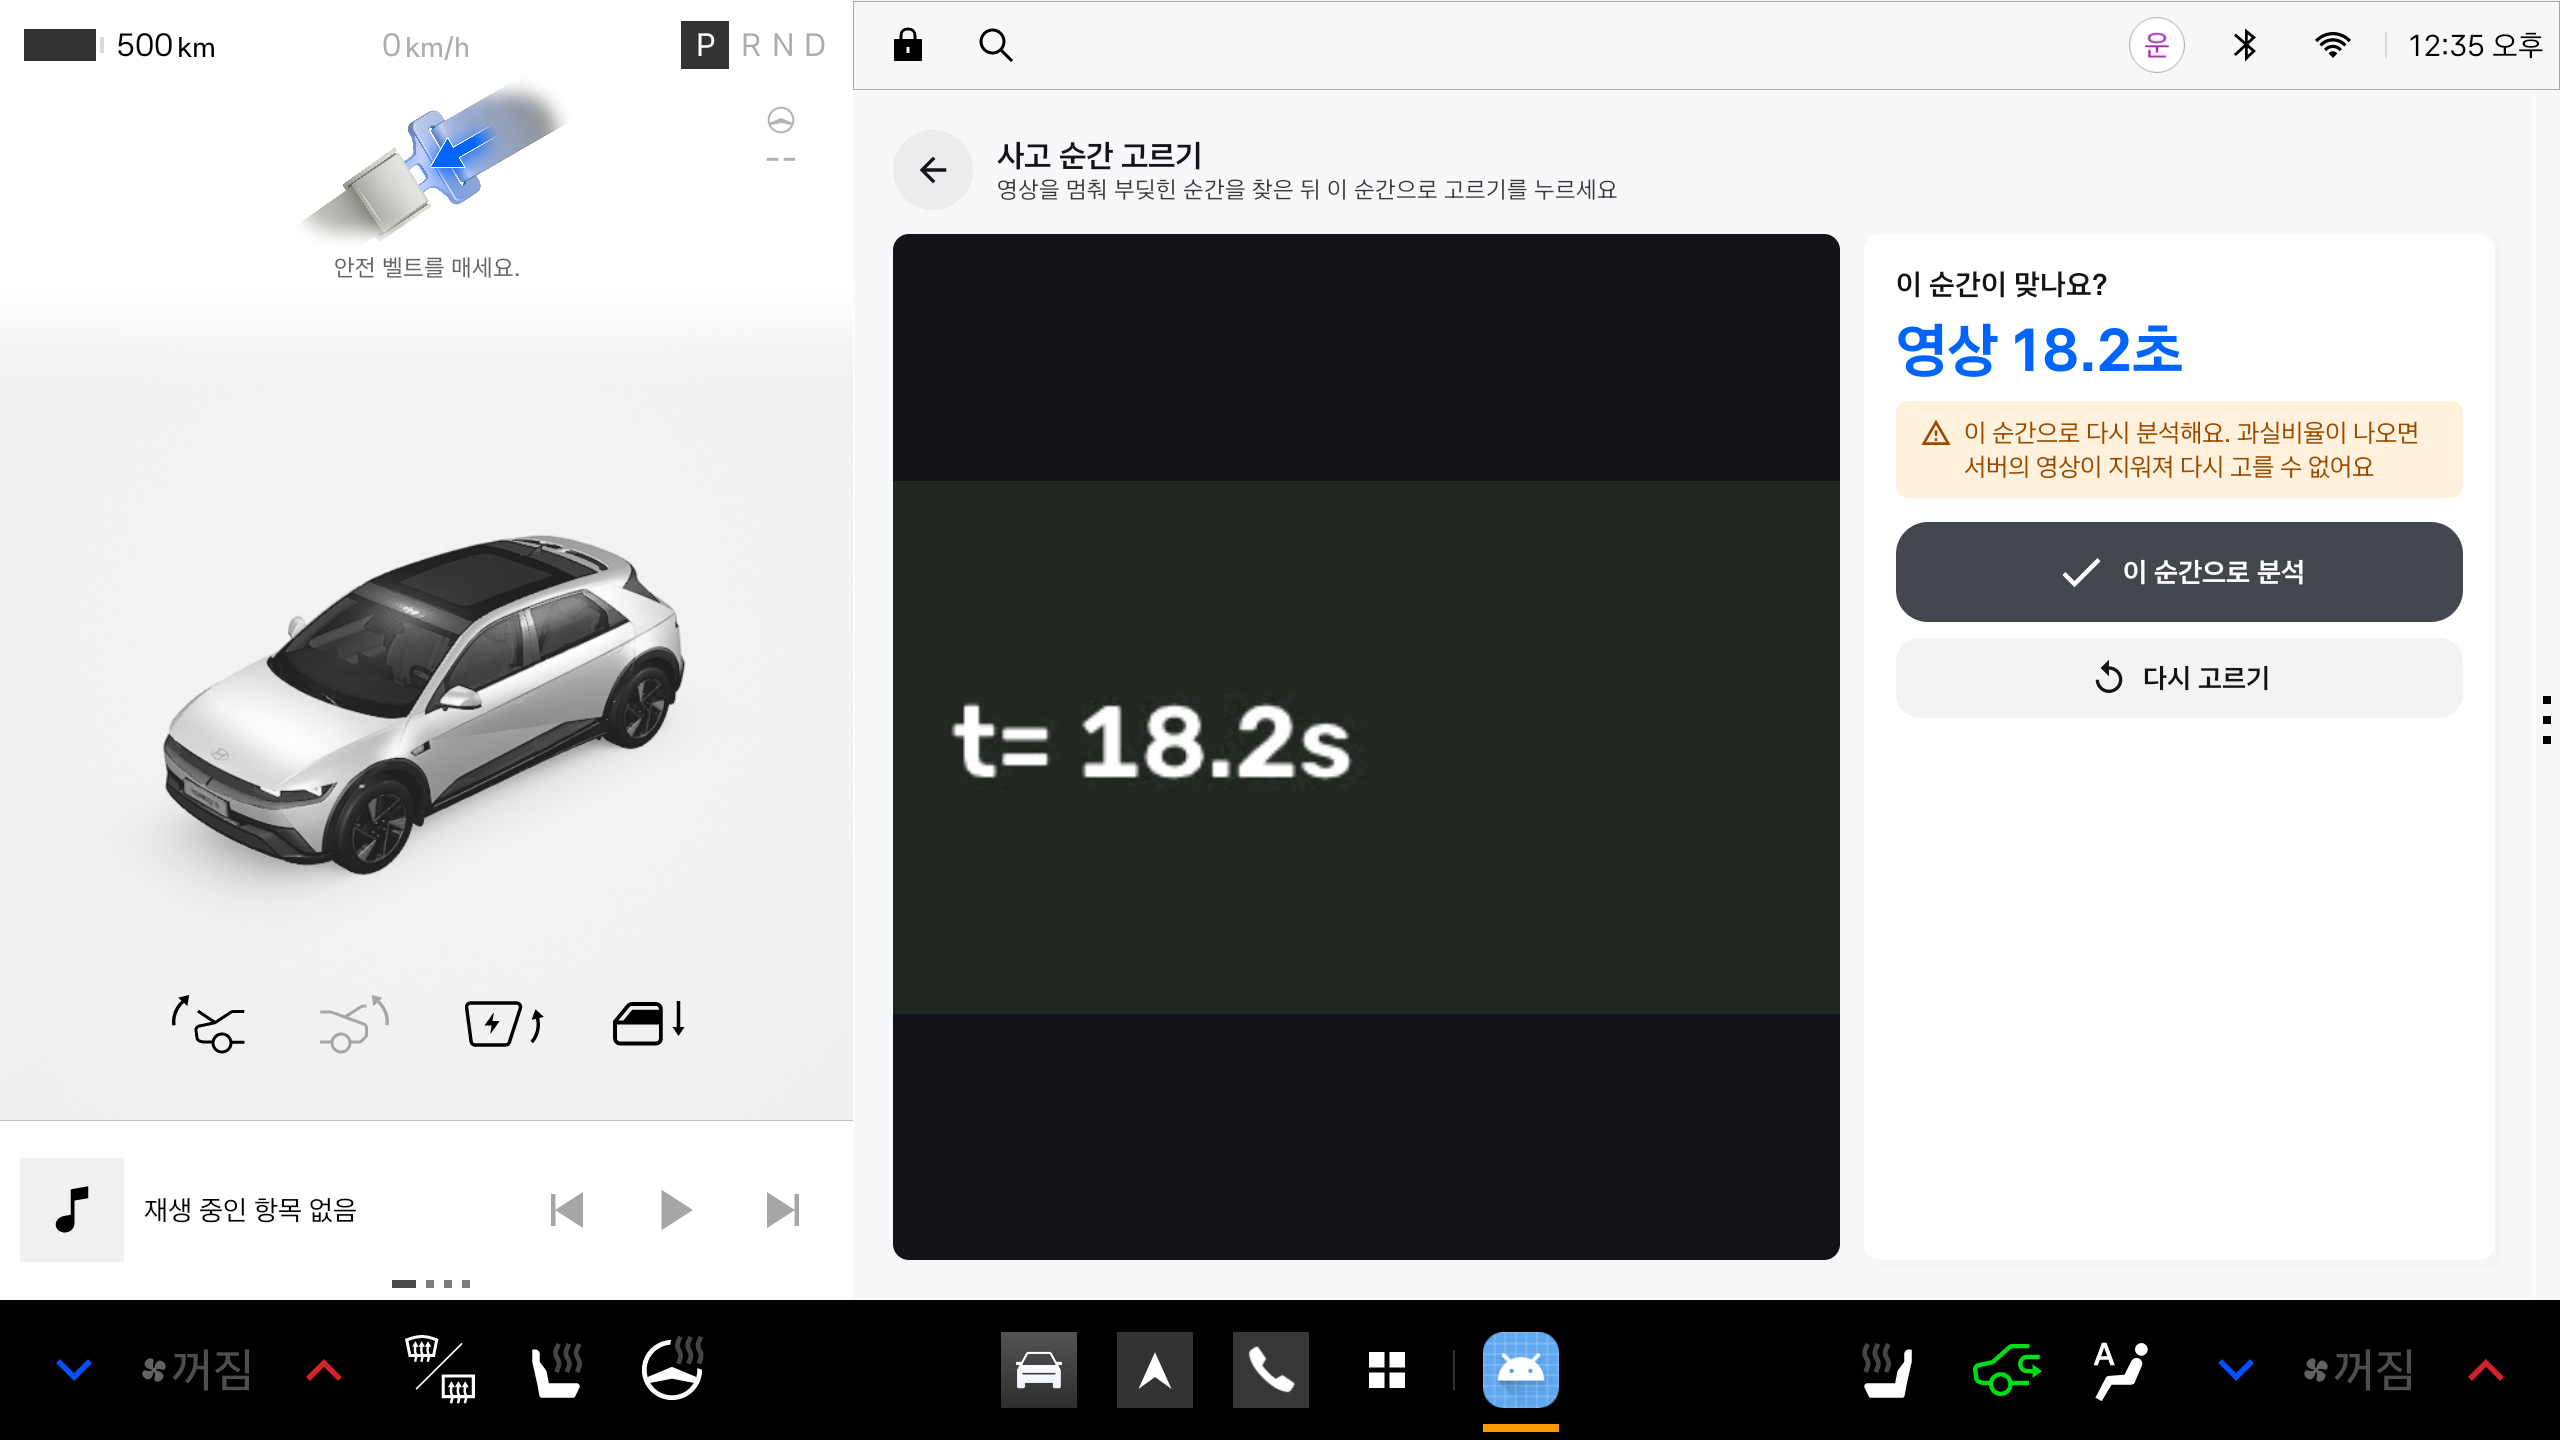 500 km
0 km/h
P R N D
12:35 오후
운
안전 벨트를 매세요.
사고 순간 고르기
영상을 멈춰 부딪힌 순간을 찾은 뒤 이 순간으로 고르기를 누르세요
t= 18.2s
이 순간이 맞나요?
영상 18.2초
이 순간으로 다시 분석해요. 과실비율이 나오면
서버의 영상이 지워져 다시 고를 수 없어요
이 순간으로 분석
다시 고르기
재생 중인 항목 없음
꺼짐
A
꺼짐